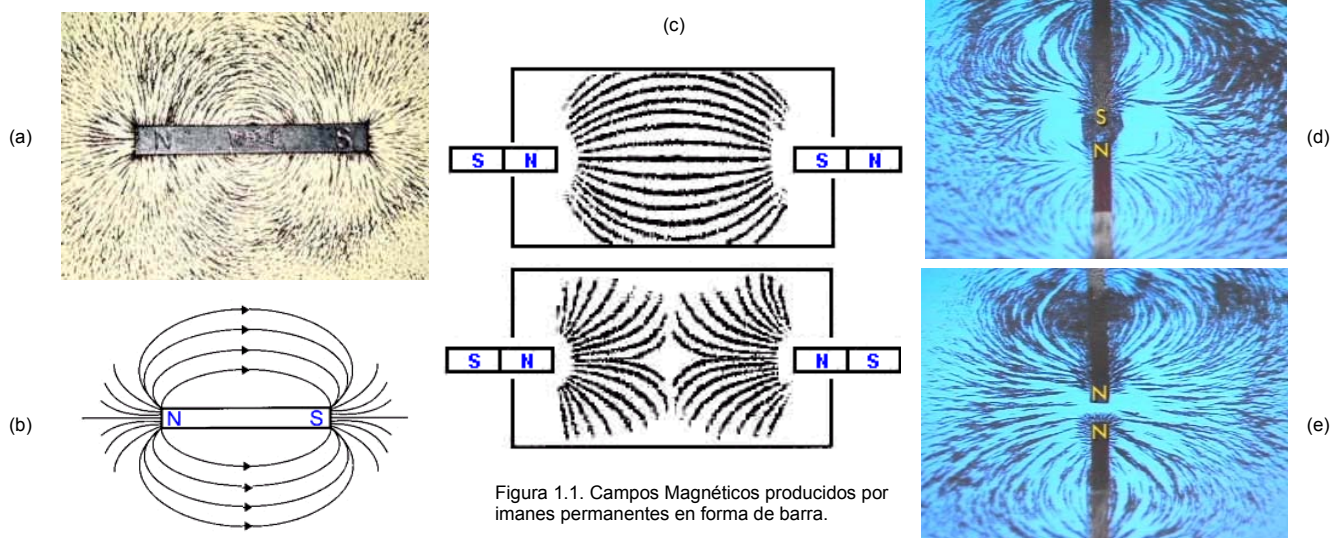 (a)
N
S
(b)
N S
(c)
S N
S N
S N
N S
Figura 1.1. Campos Magnéticos producidos por
imanes permanentes en forma de barra.
(d)
S
N
(e)
N
N